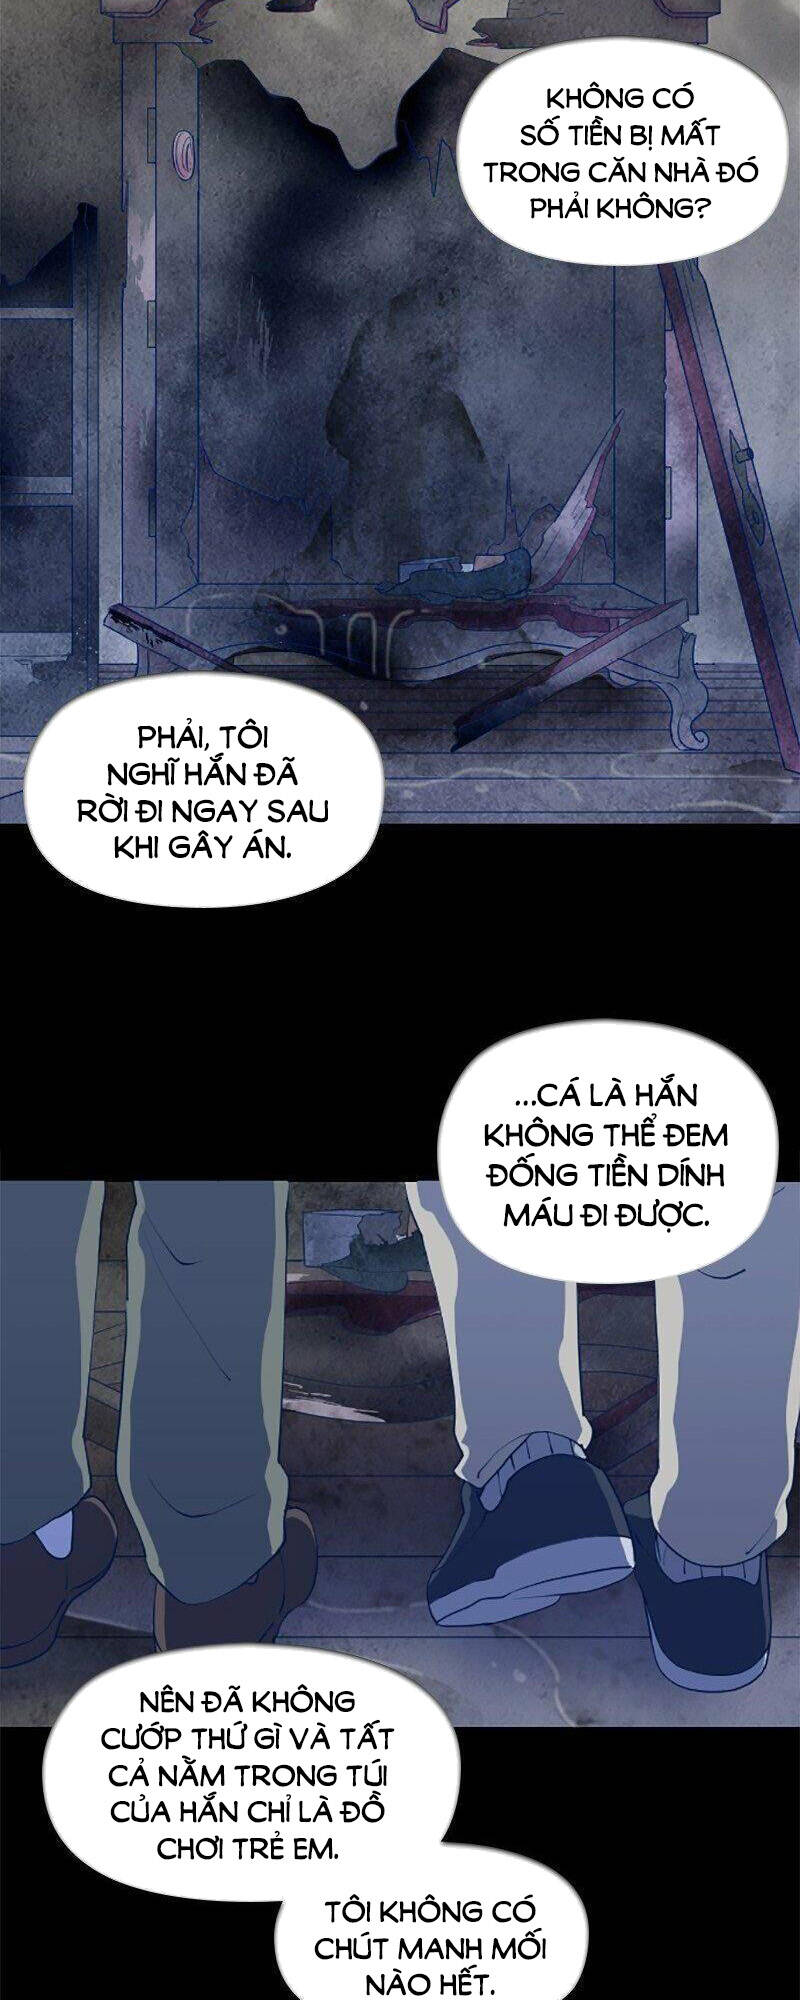 KHÔNG CÓ
SỐ TIỀN BỊ MẤT
TRONG CĂN NHÀ ĐÓ
PHẢI KHÔNG?
PHẢI, TÔI
NGHĨ HẮN ĐÃ
RỜI ĐI NGAY SAU
KHI GÂY ÁN.
...CÁ LÀ HẮN
KHÔNG THỂ ĐEM
ĐỐNG TIỀN DÍNH
MÁU ĐI ĐƯỢC.
NÊN ĐÃ KHÔNG
CƯỚP THỨ GÌ VÀ TẤT
CẢ NẰM TRONG TÚI
CỦA HẮN CHỈ LÀ ĐỒ
CHƠI TRẺ EM.
TÔI KHÔNG CÓ
CHÚT MANH MỐI
NÀO HẾT.